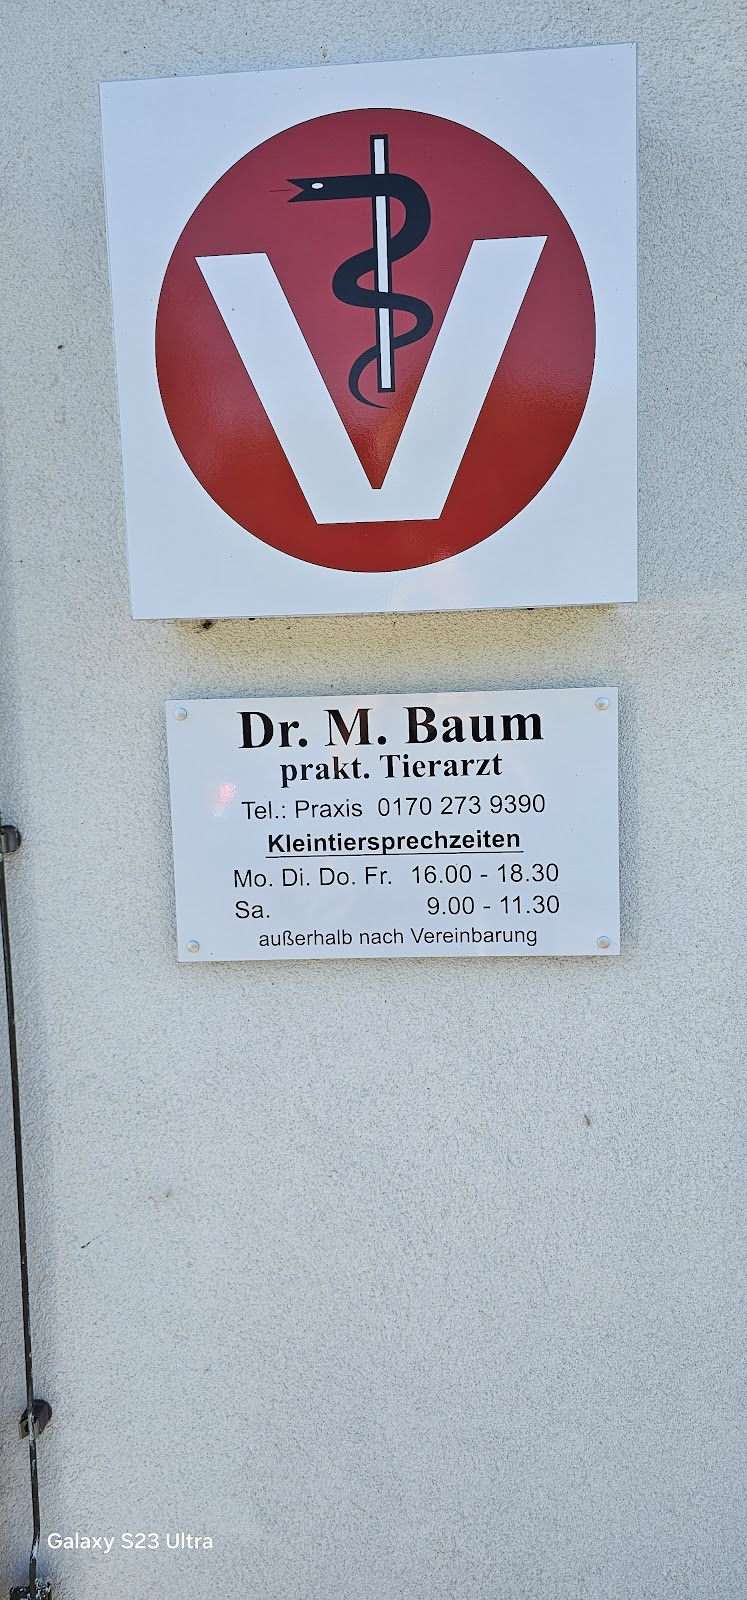 V
Dr. M. Baum
prakt. Tierarzt
Tel.: Praxis 0170 273 9390
Kleintiersprechzeiten
Mo. Di. Do. Fr. 16.00 - 18.30
Sa. 9.00 - 11.30
außerhalb nach Vereinbarung
Galaxy S23 Ultra